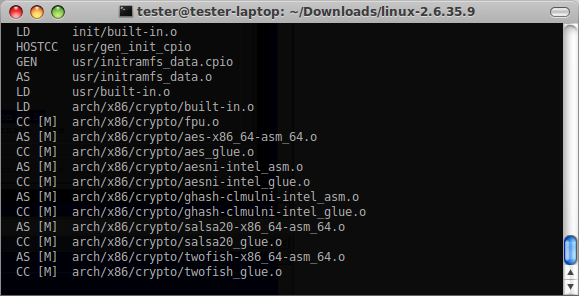 tester@tester-laptop: ~/Downloads/linux-2.6.35.9
LD init/built-in.o
HOSTCC usr/gen_init_cpio
GEN usr/initramfs_data.cpio
AS usr/initramfs_data.o
LD usr/built-in.o
LD arch/x86/crypto/built-in.o
CC [M] arch/x86/crypto/fpu.o
AS [M] arch/x86/crypto/aes-x86_64-asm_64.o
CC [M] arch/x86/crypto/aes_glue.o
AS [M] arch/x86/crypto/aesni-intel_asm.o
CC [M] arch/x86/crypto/aesni-intel_glue.o
AS [M] arch/x86/crypto/ghash-clmulni-intel_asm.o
CC [M] arch/x86/crypto/ghash-clmulni-intel_glue.o
AS [M] arch/x86/crypto/salsa20-x86_64-asm_64.o
CC [M] arch/x86/crypto/salsa20_glue.o
AS [M] arch/x86/crypto/twofish-x86_64-asm_64.o
CC [M] arch/x86/crypto/twofish_glue.o